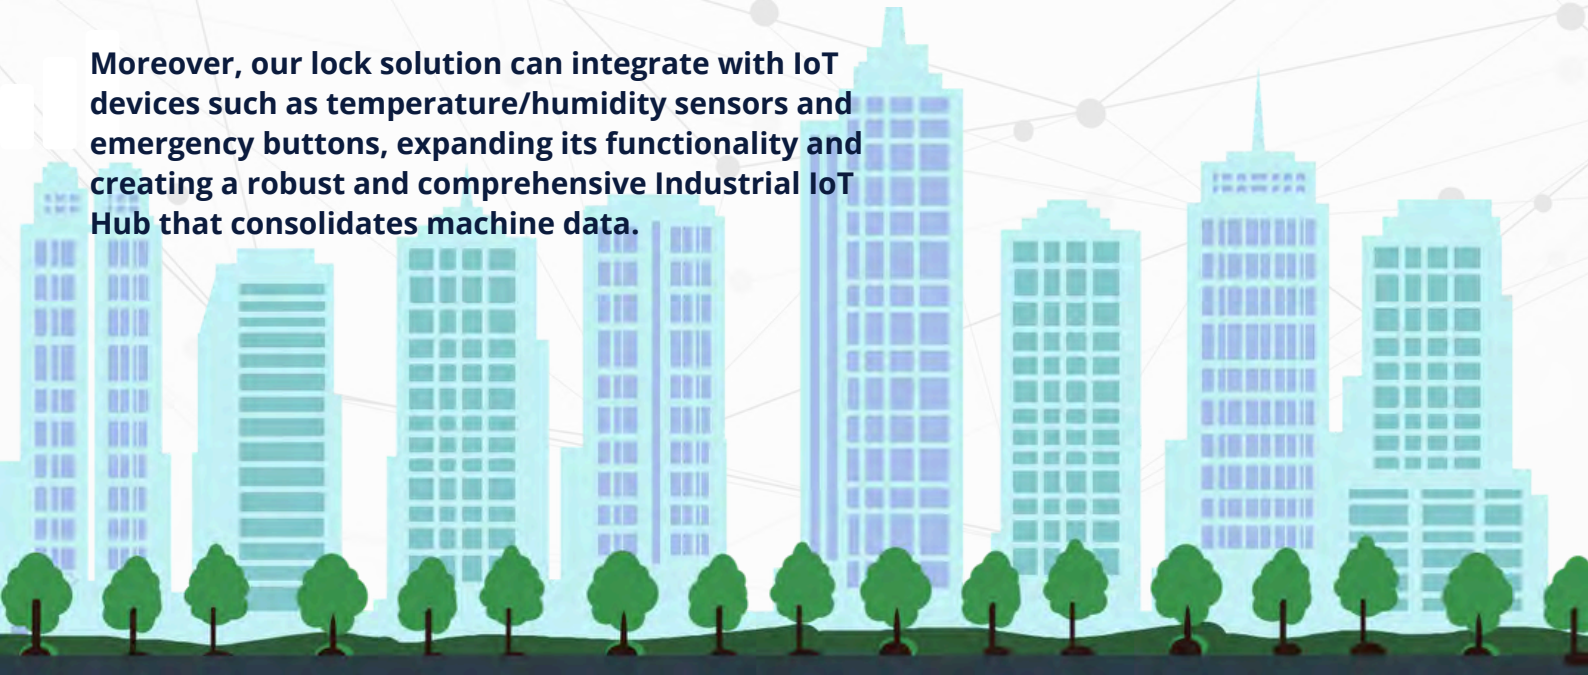 Moreover, our lock solution can integrate with IoT
devices such as temperature/humidity sensors and
emergency buttons, expanding its functionality and
creating a robust and comprehensive Industrial IoT
Hub that consolidates machine data.